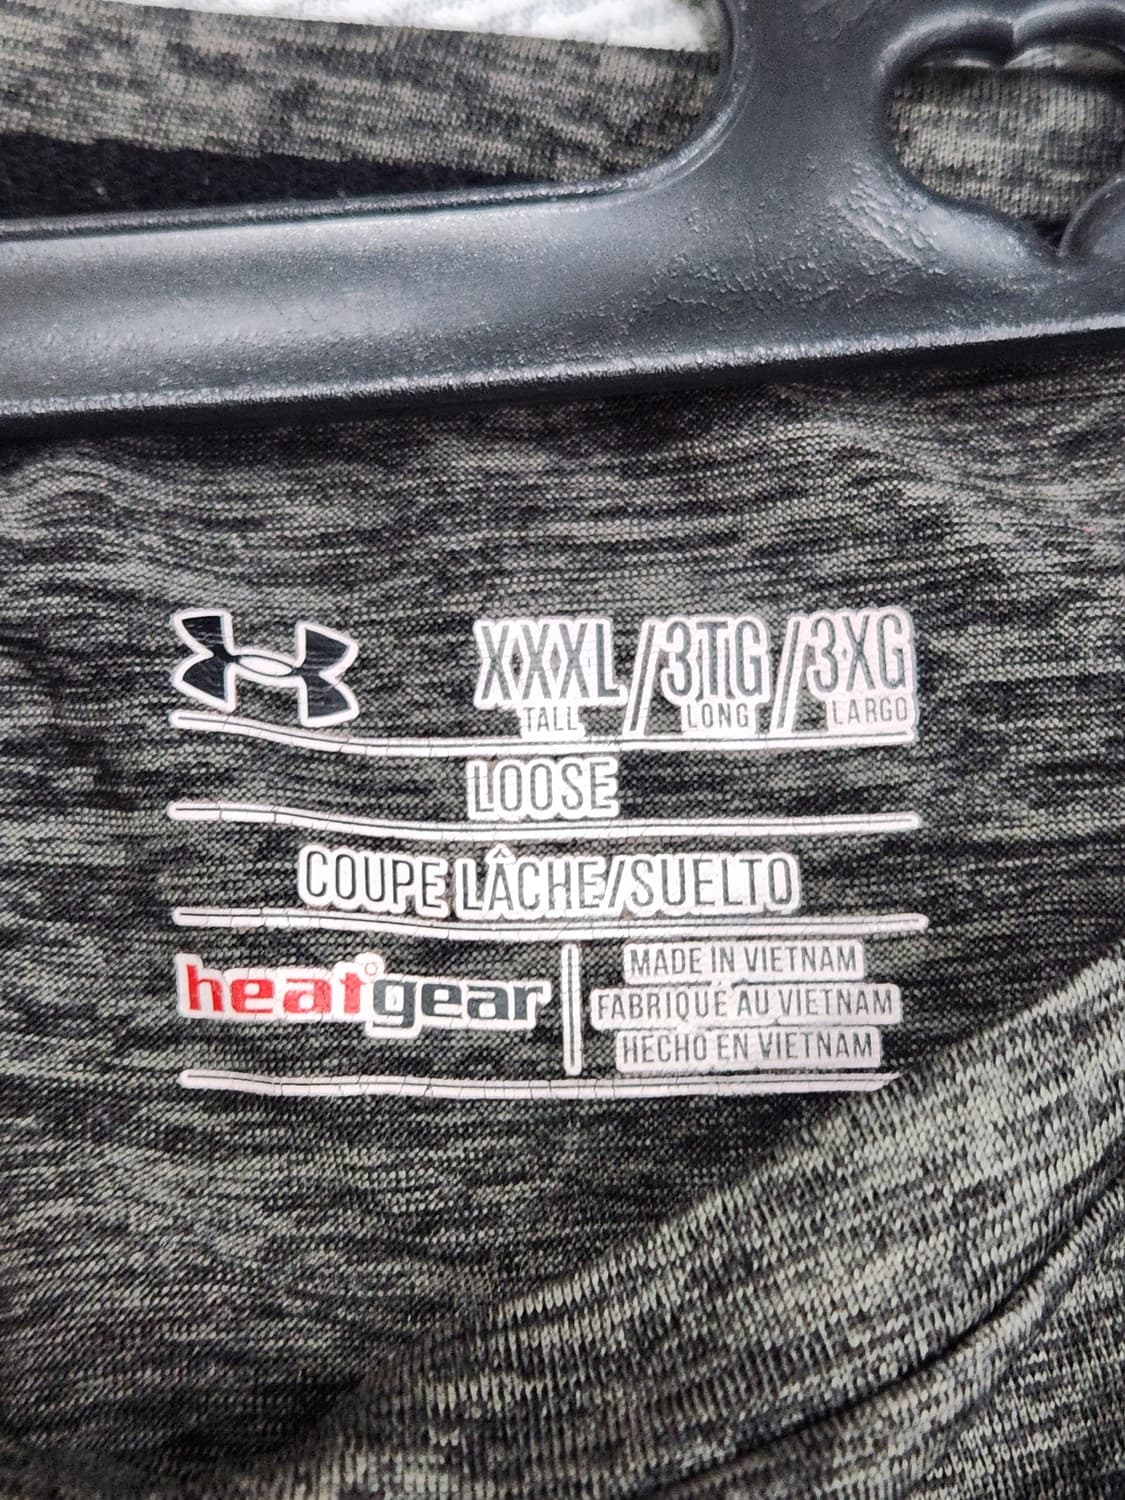 XXXL/3TTG/3XG
TALL LONG LARGO
LOOSE
COUPE LÂCHE/SUELTO
heatgear
MADE IN VIETNAM
FABRIQUÉ AU VIETNAM
HECHO EN VIETNAM